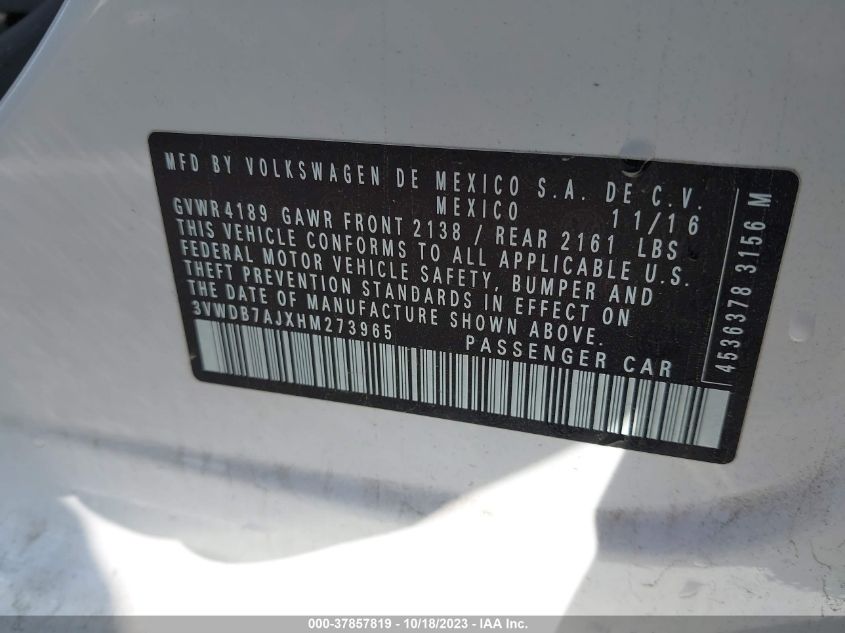 MFD BY VOLKSWAGEN DE MEXICO S.A. DE C.V.
MEXICO 11/16
GVWR4189 GAWR FRONT 2138 / REAR 2161 LBS
THIS VEHICLE CONFORMS TO ALL APPLICABLE U.S.
FEDERAL MOTOR VEHICLE SAFETY, BUMPER AND
THEFT PREVENTION STANDARDS IN EFFECT ON
THE DATE OF MANUFACTURE SHOWN ABOVE.
3VWDB7AJXHM273965 PASSENGER CAR
4536378 3156 M
000-37857819 - 10/18/2023 - IAA Inc.